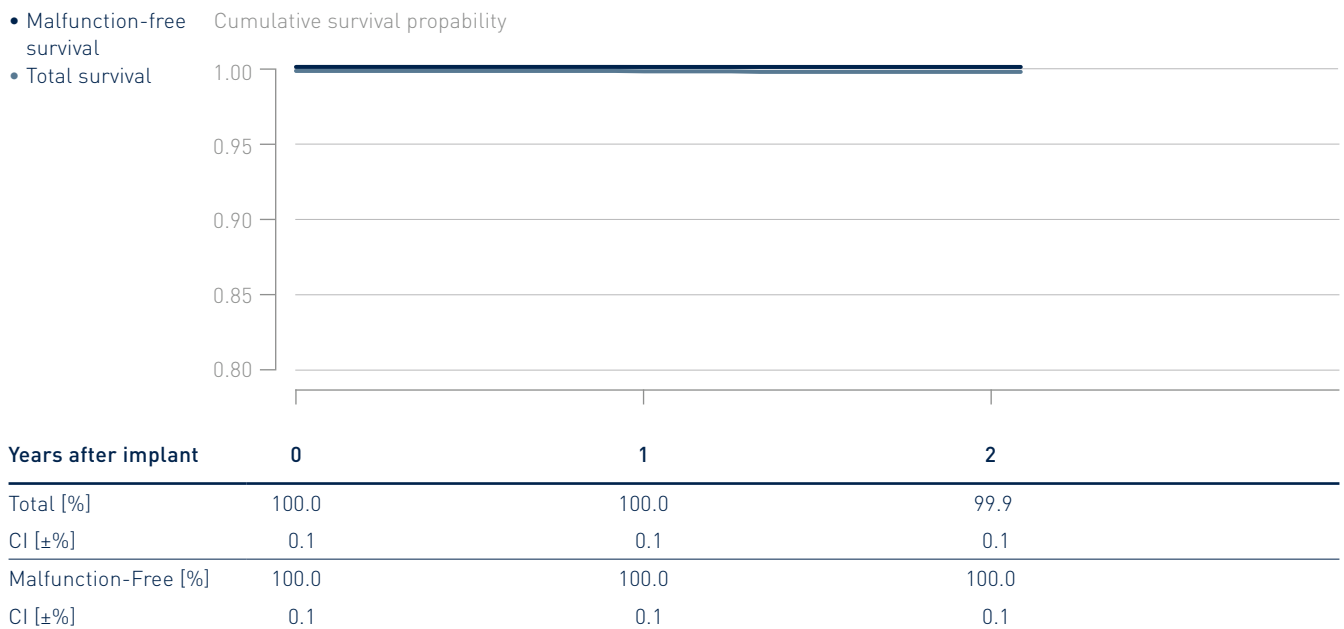 • Malfunction-free
survival
• Total survival
Cumulative survival propability
1.00
0.95
0.90
0.85
0.80
Years after implant 0 1 2
Total [%] 100.0 100.0 99.9
CI [±%] 0.1 0.1 0.1
Malfunction-Free [%] 100.0 100.0 100.0
CI [±%] 0.1 0.1 0.1